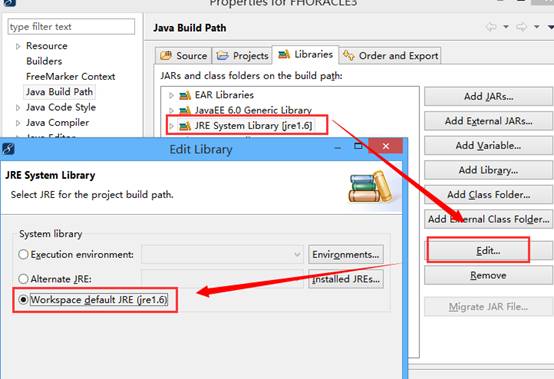 Properties for FHORACLE3
type filter text
Java Build Path
Resource
Builders
FreeMarker Context
Java Build Path
Java Code Style
Java Compiler
Java Editor
Source
Projects
Libraries
Order and Export
JARs and class folders on the build path:
EAR Libraries
JavaEE 6.0 Generic Library
JRE System Library [jre1.6]
Add JARs...
Add External JARs...
Add Variable...
Add Library...
Add Class Folder...
Add External Class Folder...
Edit...
Remove
Migrate JAR File...
Edit Library
JRE System Library
Select JRE for the project build path.
System library
Execution environment:
Environments...
Alternate JRE:
Installed JREs...
Workspace default JRE (jre1.6)